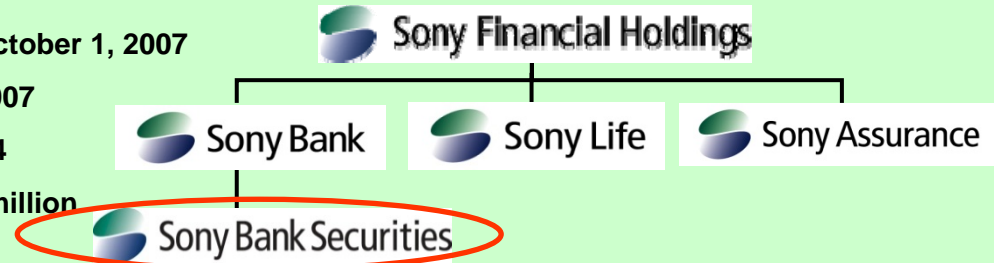 ctober 1, 2007
Sony Financial Holdings
007
4
Sony Bank
Sony Life
Sony Assurance
million
Sony Bank Securities